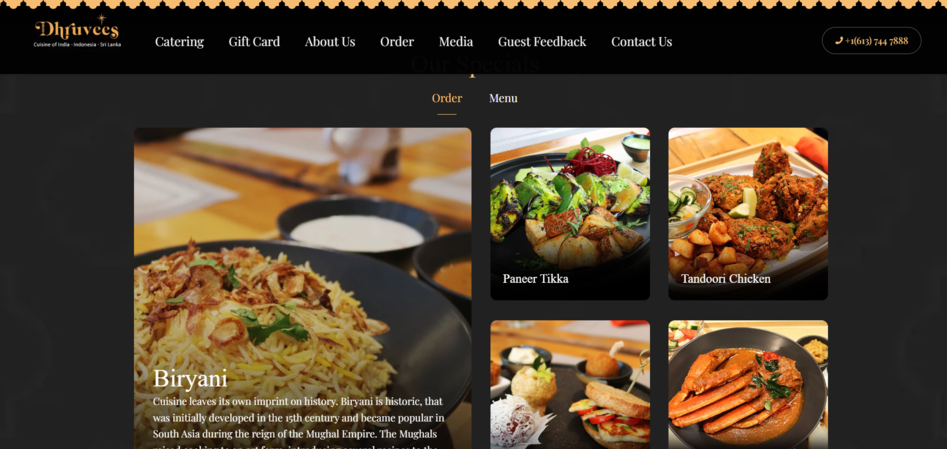 Dhruvees
Cuisine of India · Indonesia · Sri Lanka
Catering
Gift Card
About Us
Order
Media
Guest Feedback
Contact Us
+1(613) 744 7888
Our Specials
Order
Menu
Biryani
Cuisine leaves its own imprint on history. Biryani is historic, that
was initially developed in the 15th century and became popular in
South Asia during the reign of the Mughal Empire. The Mughals
Paneer Tikka
Tandoori Chicken